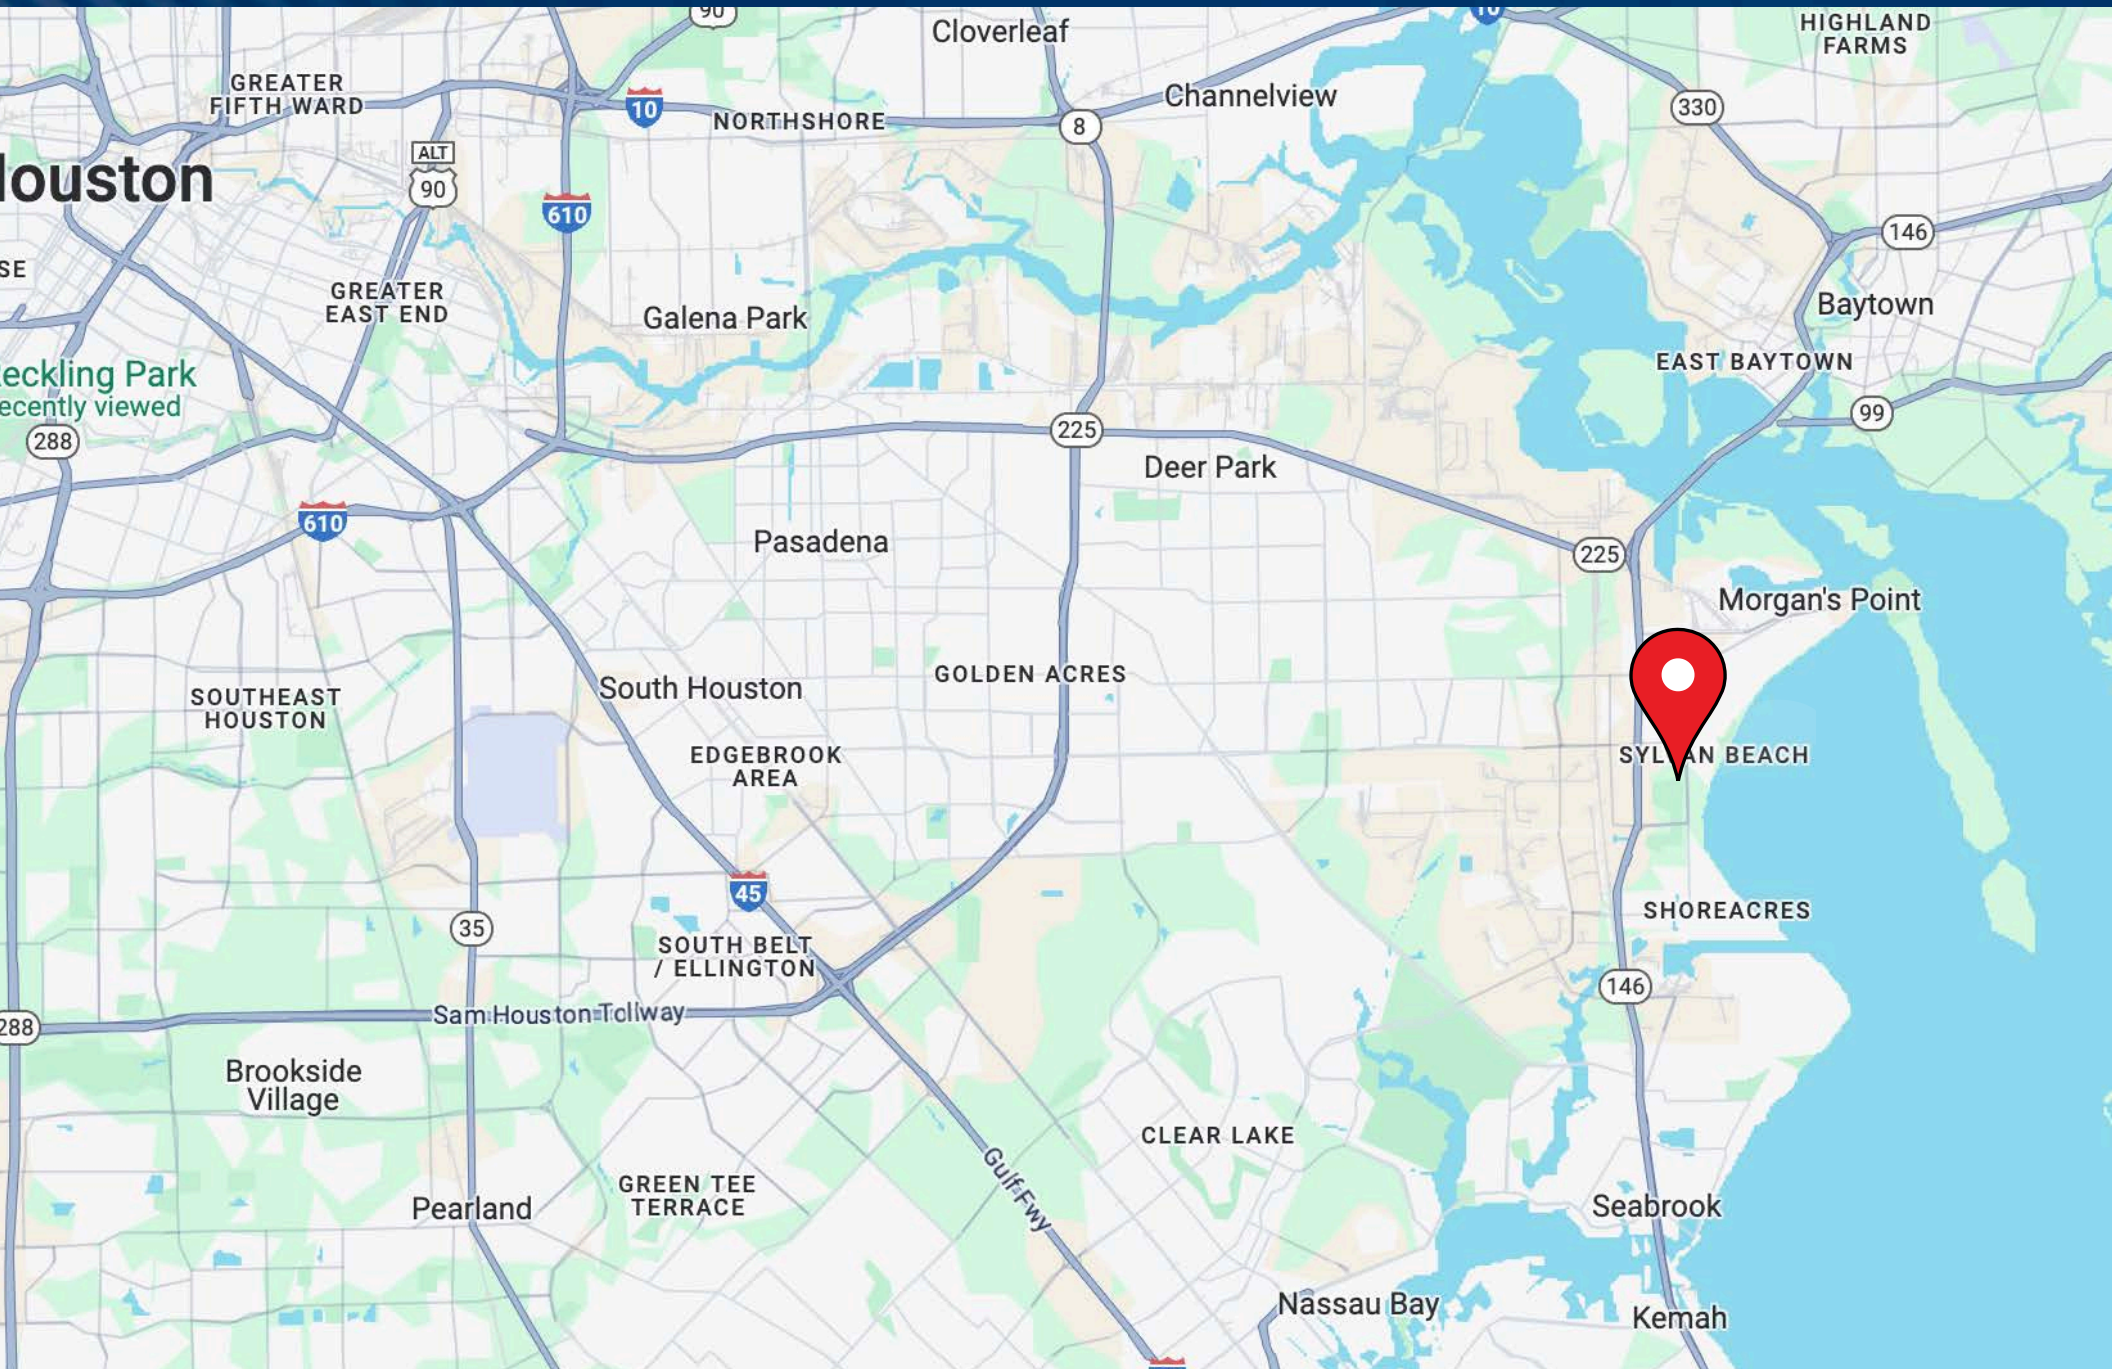 90
10
Cloverleaf
HIGHLAND
FARMS
GREATER
FIFTH WARD
10
NORTHSHORE
8
Channelview
330
ALT
90
ouston
610
146
SE
GREATER
EAST END
Galena Park
Baytown
EAST BAYTOWN
eckling Park
ecently viewed
288
99
225
Deer Park
610
Pasadena
225
Morgan's Point
SOUTHEAST
HOUSTON
South Houston
GOLDEN ACRES
EDGEBROOK
AREA
SYLVAN BEACH
45
35
SHOREACRES
SOUTH BELT
/ ELLINGTON
146
288
Sam Houston Tollway
Brookside
Village
CLEAR LAKE
Gulf Fwy
Pearland
GREEN TEE
TERRACE
Seabrook
Nassau Bay
Kemah